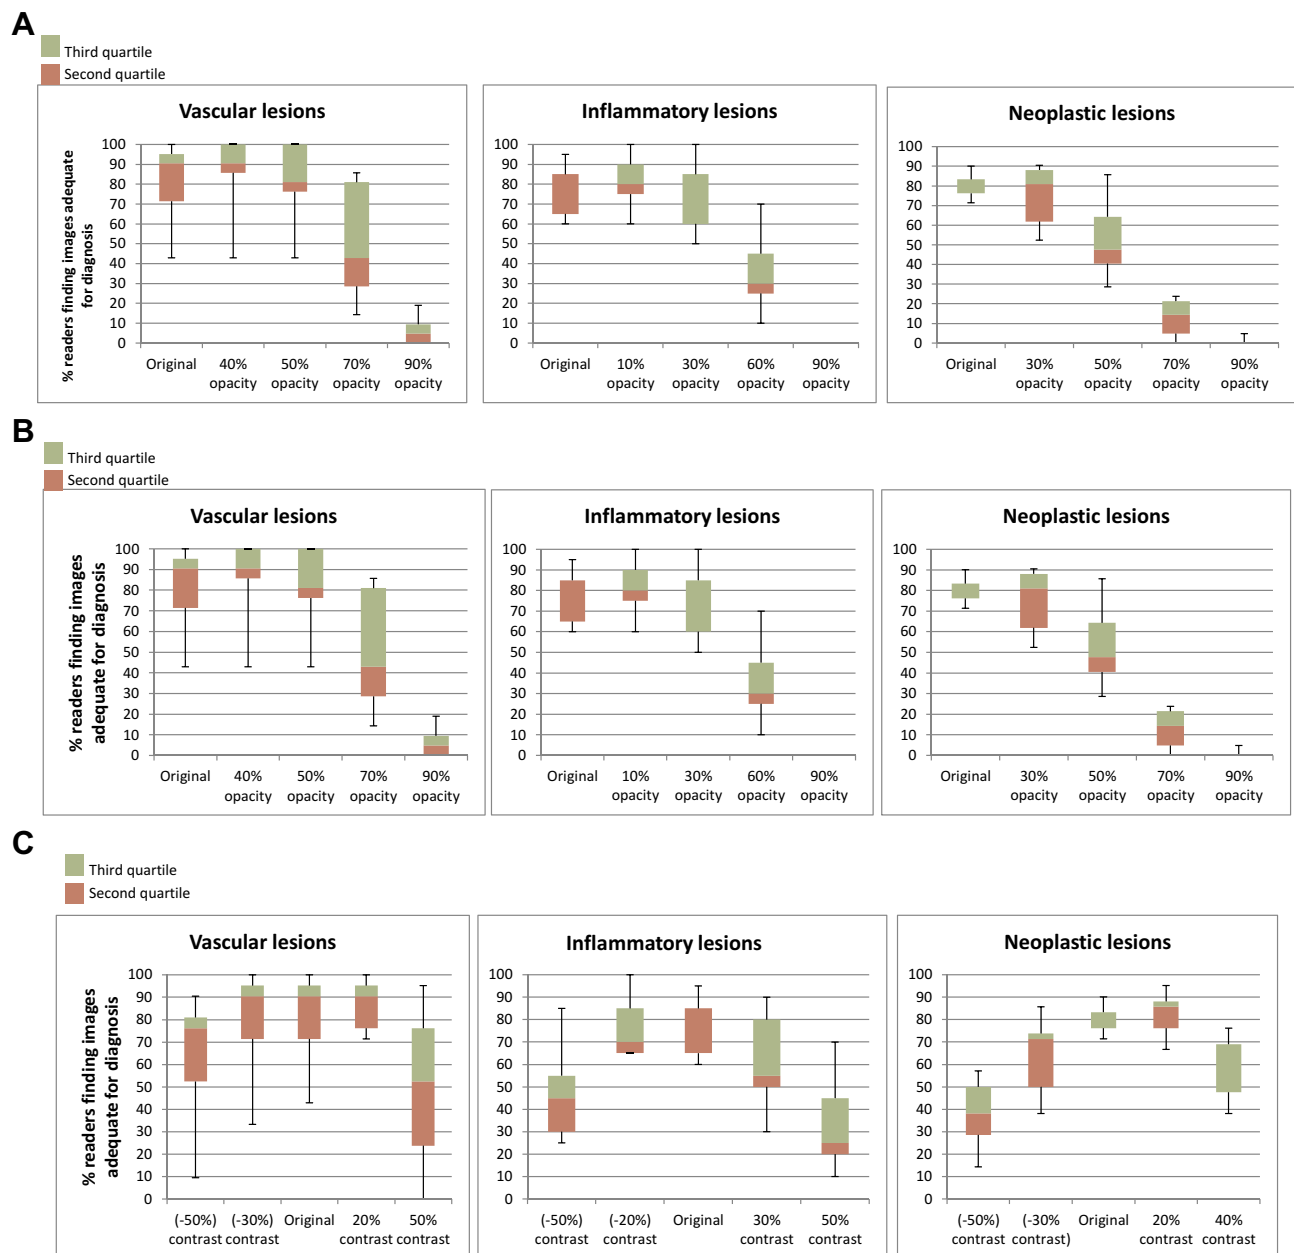 A
Third quartile
Second quartile
Vascular lesions
% readers finding images adequate
for diagnosis
100
90
80
70
60
50
40
30
20
10
0
Original
40%
opacity
50%
opacity
70%
opacity
90%
opacity
Inflammatory lesions
100
90
80
70
60
50
40
30
20
10
0
Original
10%
opacity
30%
opacity
60%
opacity
90%
opacity
Neoplastic lesions
100
90
80
70
60
50
40
30
20
10
0
Original
30%
opacity
50%
opacity
70%
opacity
90%
opacity
B
Third quartile
Second quartile
Vascular lesions
% readers finding images
adequate for diagnosis
100
90
80
70
60
50
40
30
20
10
0
Original
40%
opacity
50%
opacity
70%
opacity
90%
opacity
Inflammatory lesions
100
90
80
70
60
50
40
30
20
10
0
Original
10%
opacity
30%
opacity
60%
opacity
90%
opacity
Neoplastic lesions
100
90
80
70
60
50
40
30
20
10
0
Original
30%
opacity
50%
opacity
70%
opacity
90%
opacity
C
Third quartile
Second quartile
Vascular lesions
% readers finding images
adequate for diagnosis
100
90
80
70
60
50
40
30
20
10
0
(-50%)
contrast
(-30%)
contrast
Original
20%
contrast
50%
contrast
Inflammatory lesions
100
90
80
70
60
50
40
30
20
10
0
(-50%)
contrast
(-20%)
contrast
Original
30%
contrast
50%
contrast
Neoplastic lesions
100
90
80
70
60
50
40
30
20
10
0
(-50%)
contrast
(-30%
contrast)
Original
20%
contrast
40%
contrast